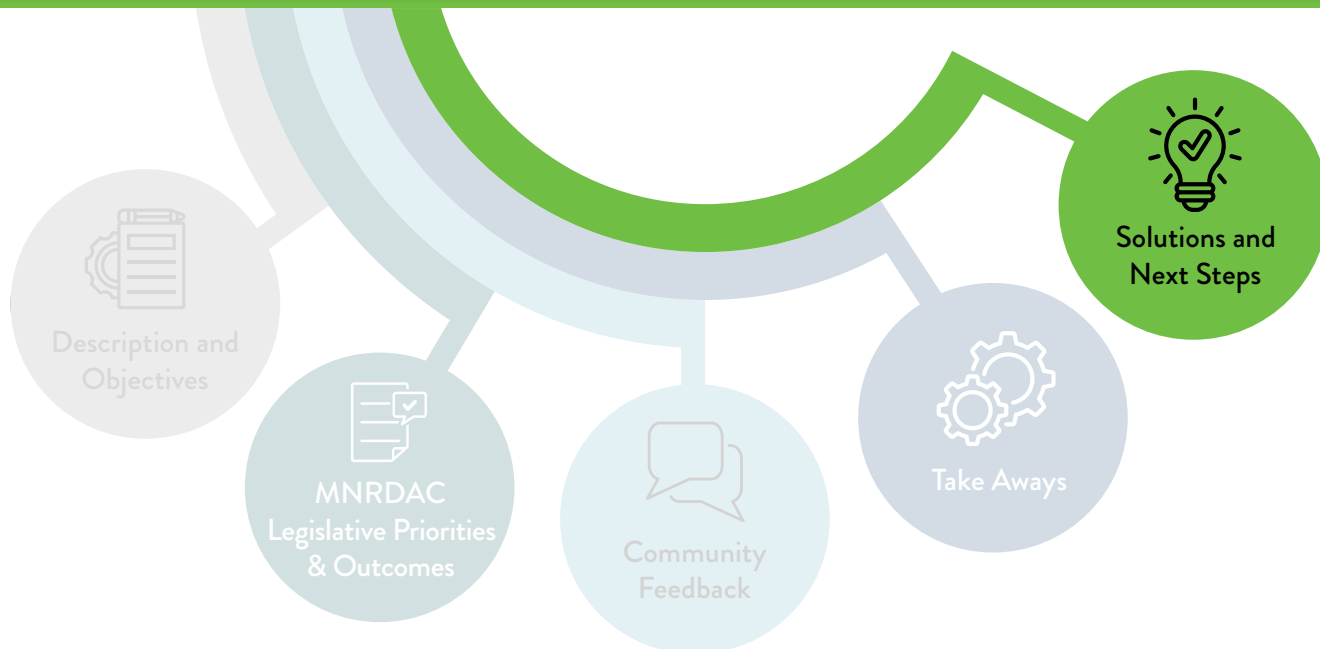 Description and
Objectives
MNRDAC
Legislative Priorities
& Outcomes
Community
Feedback
Take Aways
Solutions and
Next Steps